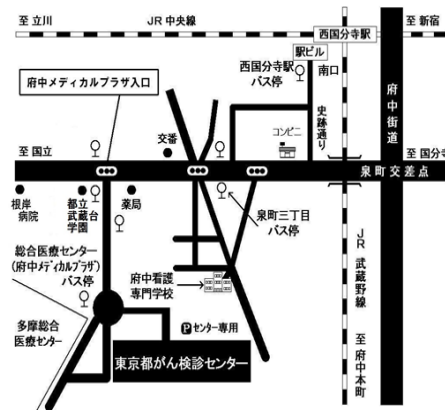 至 立川
JR 中央線
至 新宿
西国分寺駅
駅ビル
西国分寺駅
バス停
南口
府中メディカルプラザ入口
史跡通り
府中街道
交番
コンビニ
至 国立
至 国分寺
泉町交差点
根岸
病院
都立
武蔵台
学園
薬局
泉町三丁目
バス停
総合医療センター
(府中メディカルプラザ)
バス停
府中看護
専門学校
JR 武蔵野線
多摩総合
医療センター
P センター専用
東京都がん検診センター
至 府中本町